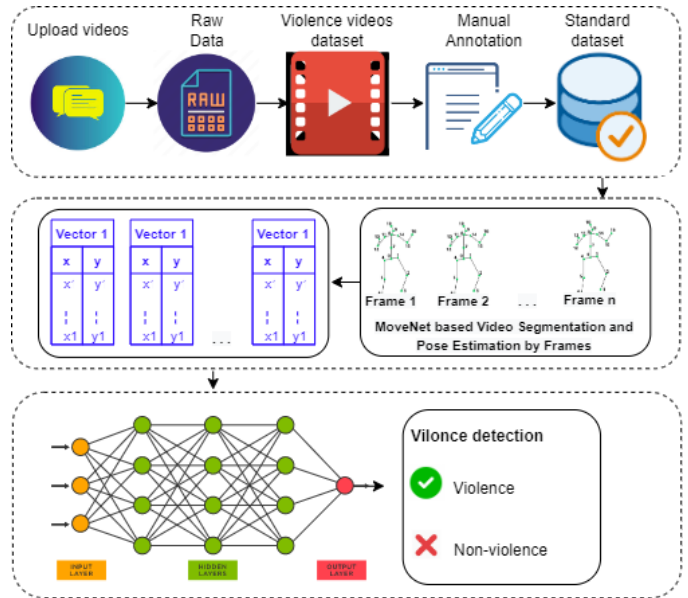 Upload videos
Raw
Data
Violence videos
dataset
Manual
Annotation
Standard
dataset
RAW
Vector 1
Vector 1
Vector 1
x y
x y
x y
x´ y´
x´ y´
x´ y´
x1 y1
x1 y1
...
x1 y1
Frame 1
Frame 2
...
Frame n
MoveNet based Video Segmentation and
Pose Estimation by Frames
Vilonce detection
Violence
Non-violence
INPUT
LAYER
HIDDEN
LAYERS
OUTPUT
LAYER